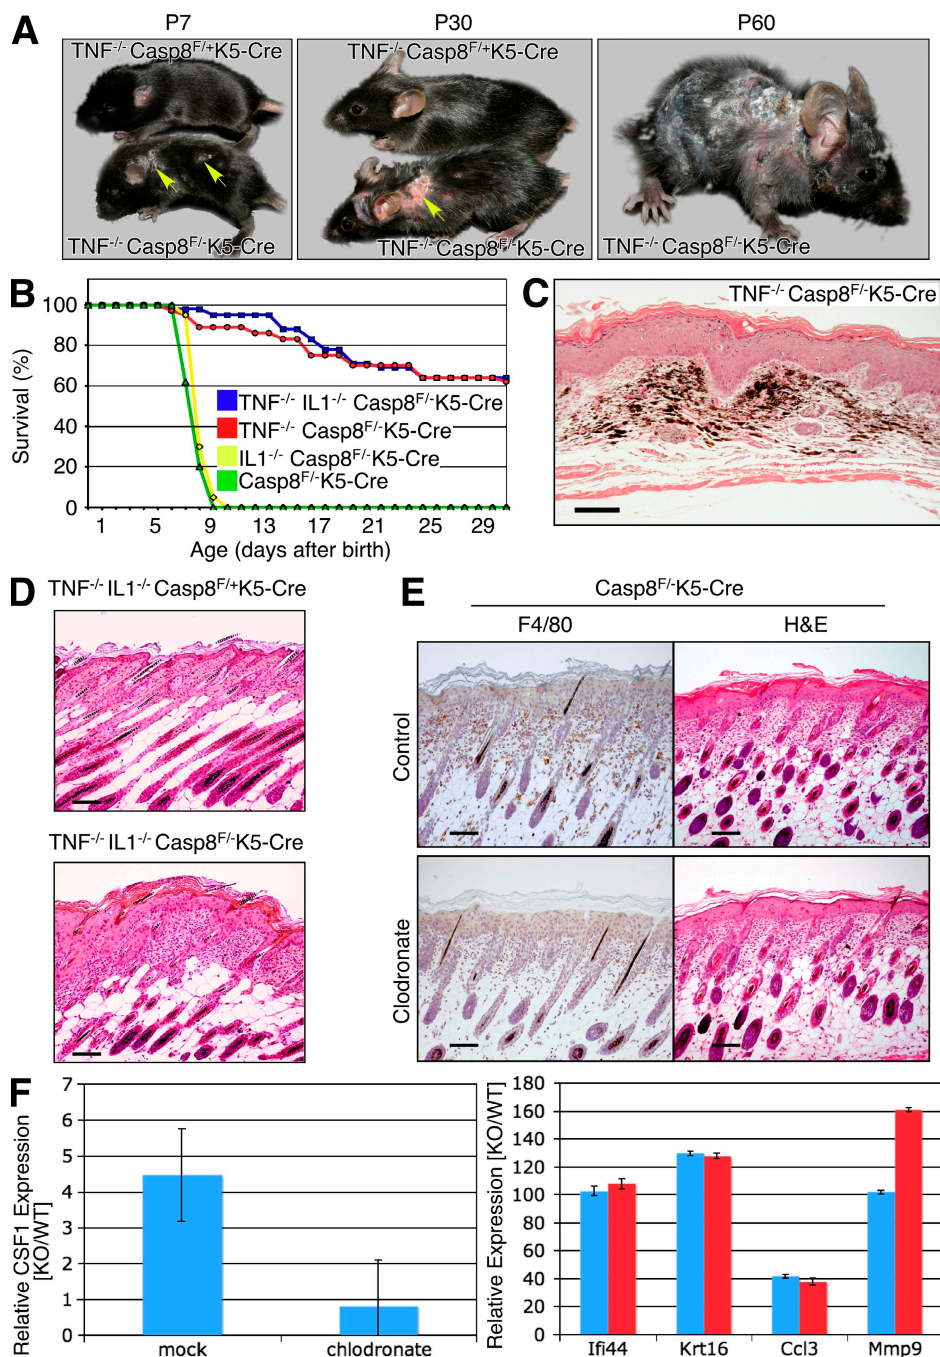 A
P7
P30
P60
TNF-/- Casp8F/+K5-Cre
TNF-/- Casp8F/+K5-Cre
TNF-/- Casp8F/-K5-Cre
TNF-/- Casp8F/-K5-Cre
TNF-/- Casp8F/-K5-Cre
B
Survival (%)
100
80
60
40
20
0
TNF-/- IL1-/- Casp8F/-K5-Cre
TNF-/- Casp8F/-K5-Cre
IL1-/- Casp8F/-K5-Cre
Casp8F/-K5-Cre
1 5 9 13 17 21 25 29
Age (days after birth)
C
TNF-/- Casp8F/-K5-Cre
D
TNF-/- IL1-/- Casp8F/+K5-Cre
TNF-/- IL1-/- Casp8F/-K5-Cre
E
Casp8F/-K5-Cre
F4/80
H&E
Control
Clodronate
F
Relative CSF1 Expression
[KO/WT]
7
6
5
4
3
2
1
0
mock
chlodronate
Relative Expression [KO/WT]
180
160
140
120
100
80
60
40
20
0
Ifi44
Krt16
Ccl3
Mmp9